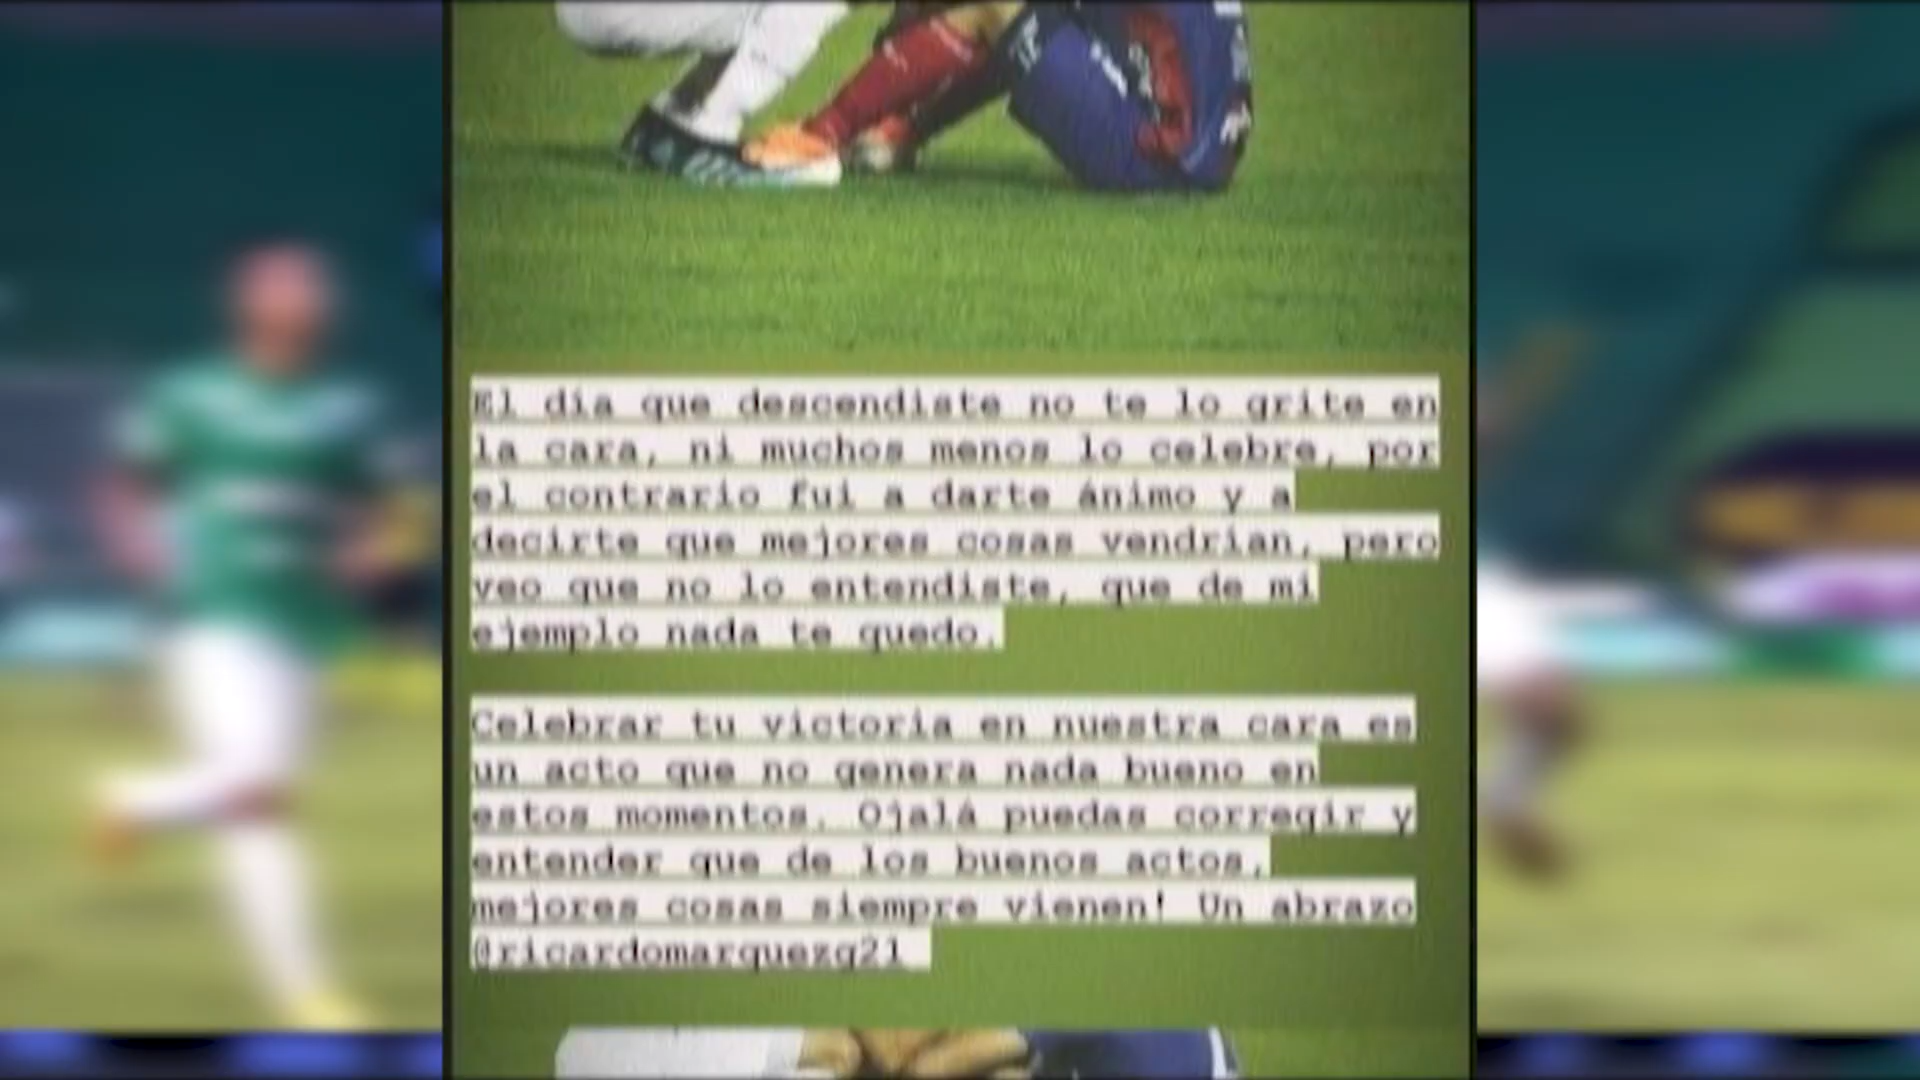 El día que descendiste no te lo grite en
la cara, ni muchos menos lo celebre, por
el contrario fui a darte ánimo y a
decirte que mejores cosas vendrían, pero
veo que no lo entendiste, que de mi
ejemplo nada te quedo.
Celebrar tu victoria en nuestra cara es
un acto que no genera nada bueno en
estos momentos. Ojalá puedas corregir y
entender que de los buenos actos,
mejores cosas siempre vienen! Un abrazo
@ricardomarquezg21